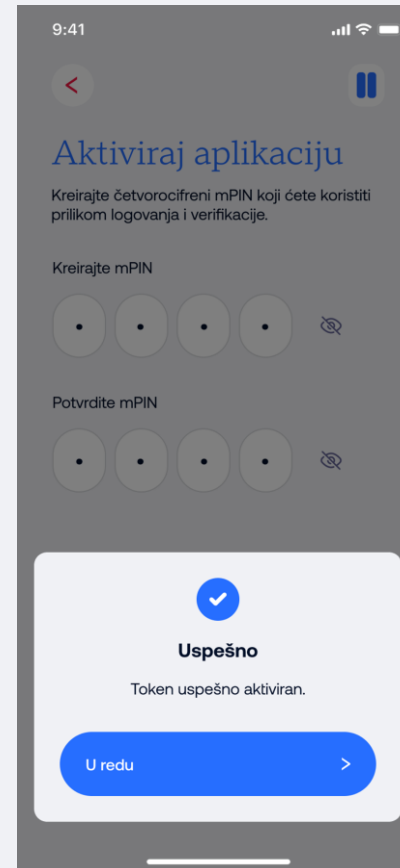 9:41
Aktiviraj aplikaciju
Kreirajte četvorocifreni mPIN koji ćete koristiti
prilikom logovanja i verifikacije.
Kreirajte mPIN
Potvrdite mPIN
Uspešno
Token uspešno aktiviran.
U redu